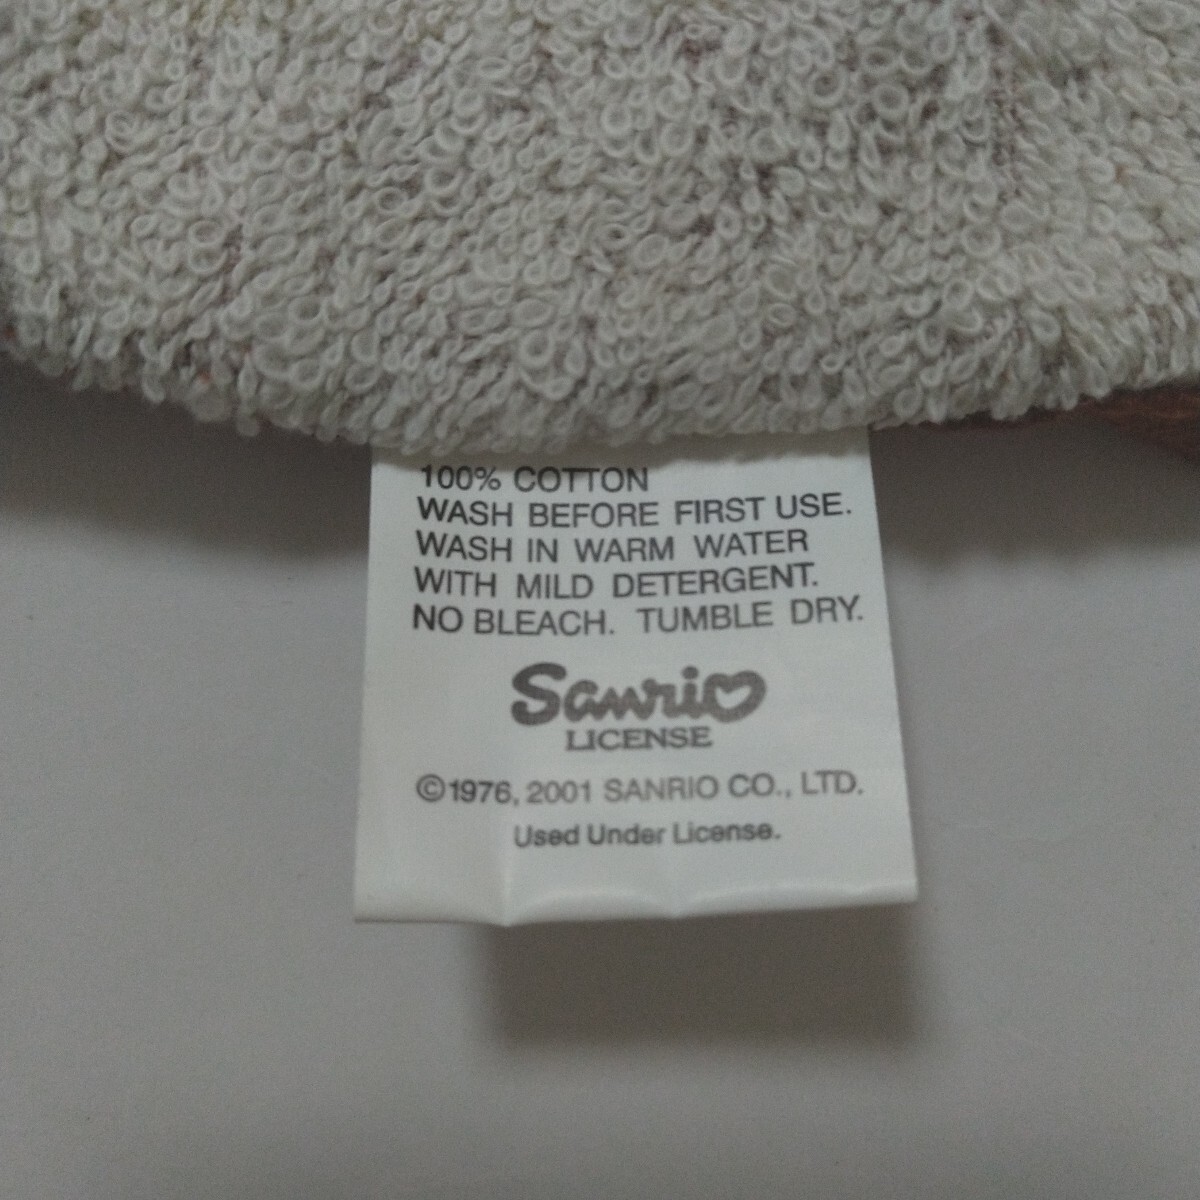 100% COTTON
WASH BEFORE FIRST USE.
WASH IN WARM WATER
WITH MILD DETERGENT.
NO BLEACH. TUMBLE DRY.
Sanrio
LICENSE
©1976, 2001 SANRIO CO., LTD.
Used Under License.